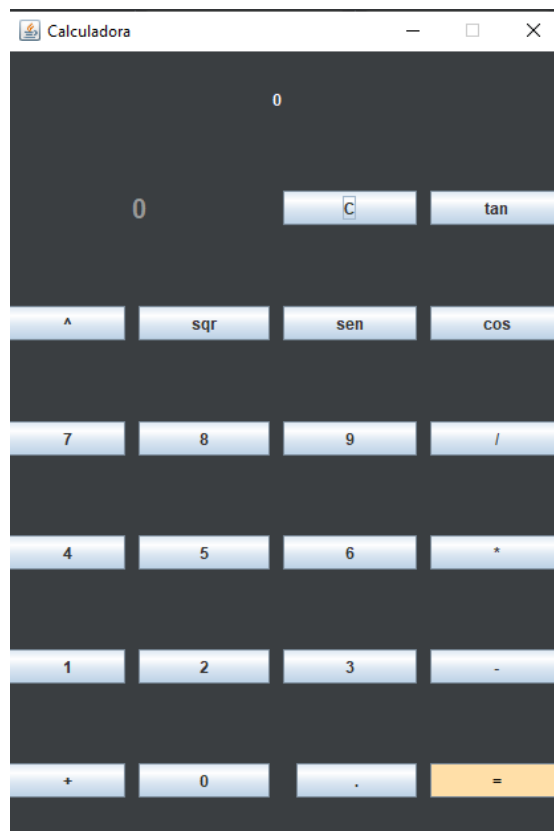 Calculadora
0
0 C tan
^ sqr sen cos
7 8 9 /
4 5 6 *
1 2 3 -
+ 0 . =